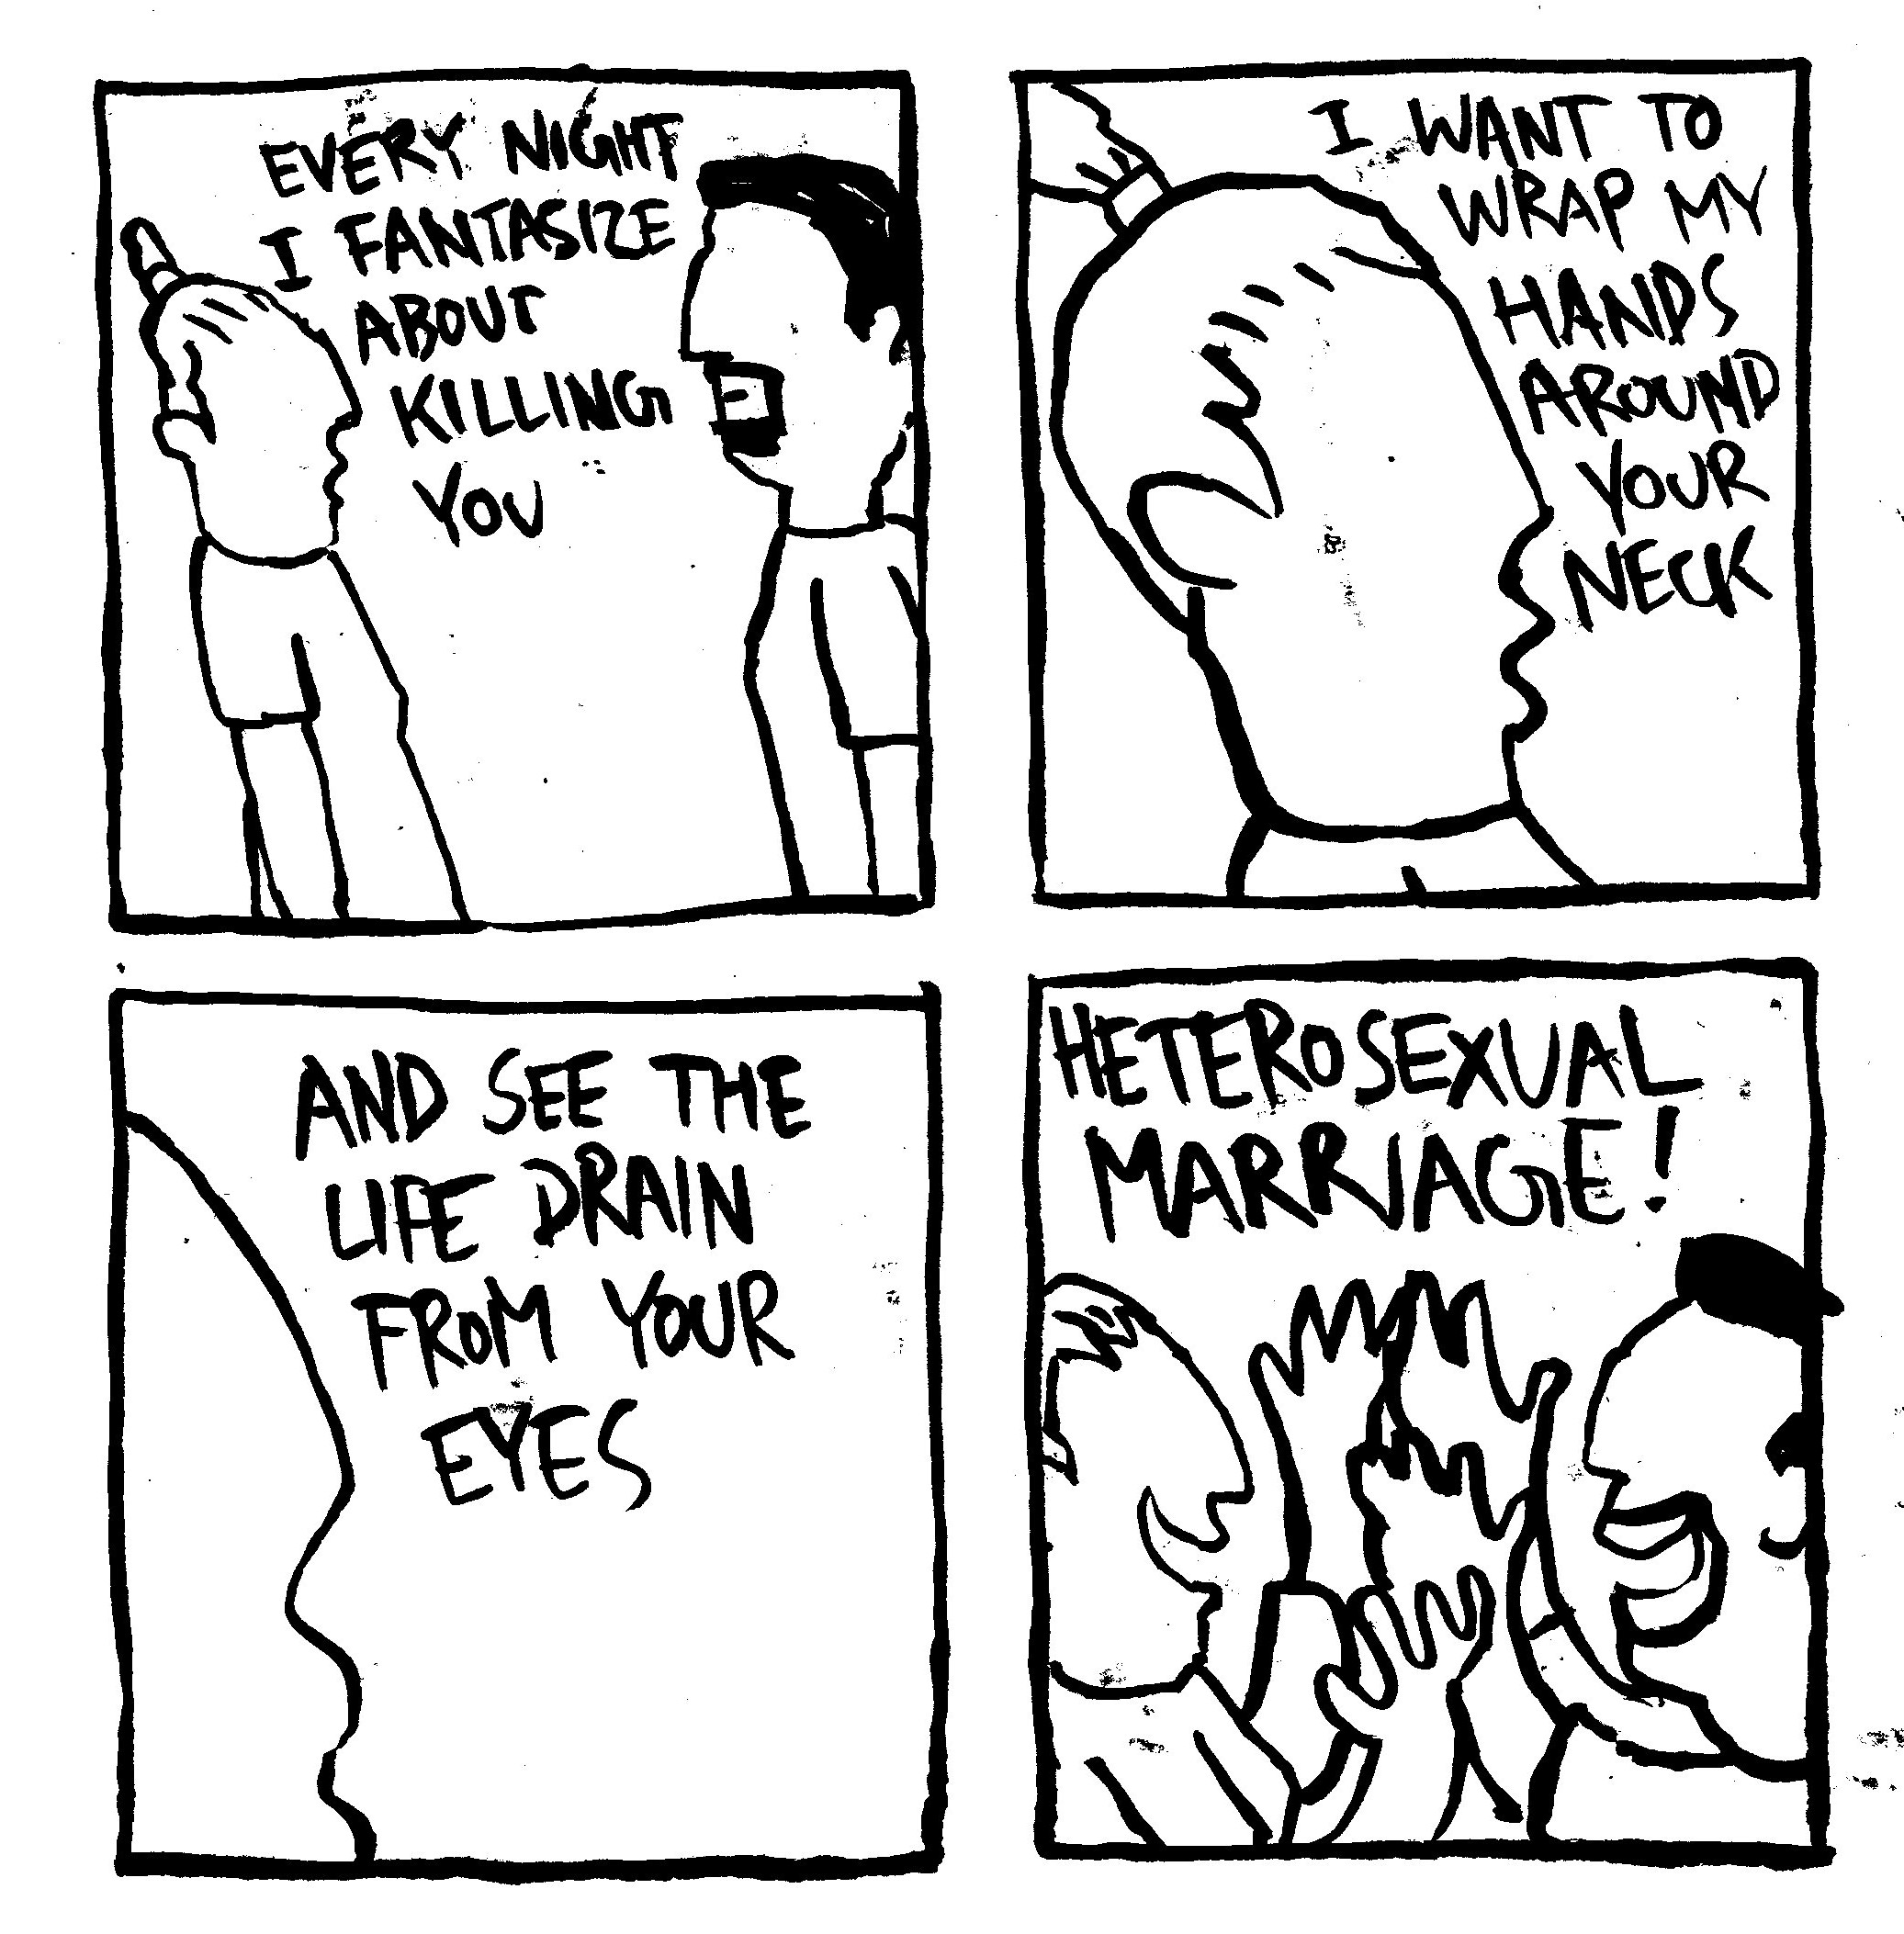 EVERY NIGHT
I FANTASIZE
ABOUT
KILLING
YOU
I WANT TO
WRAP MY
HANDS
AROUND
YOUR
NECK
AND SEE THE
LIFE DRAIN
FROM YOUR
EYES
HETEROSEXUAL
MARRIAGE!